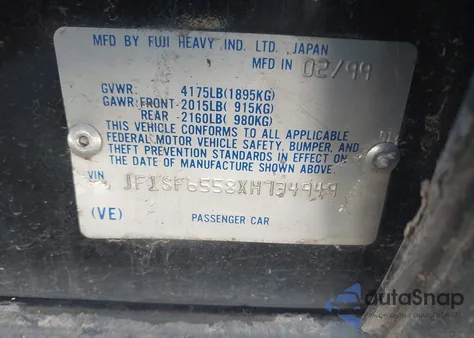 MFD BY FUJI HEAVY IND. LTD. JAPAN
MFD IN 02/99
GVWR 4175LB(1895KG)
GAWR:FRONT-2015LB( 915KG)
REAR -2160LB( 980KG)
THIS VEHICLE CONFORMS TO ALL APPLICABLE
FEDERAL MOTOR VEHICLE SAFETY, BUMPER, AND
THEFT PREVENTION STANDARDS IN EFFECT ON
THE DATE OF MANUFACTURE SHOWN ABOVE.
VIN JF1SF6558XH734949
(VE) PASSENGER CAR
autoSnap